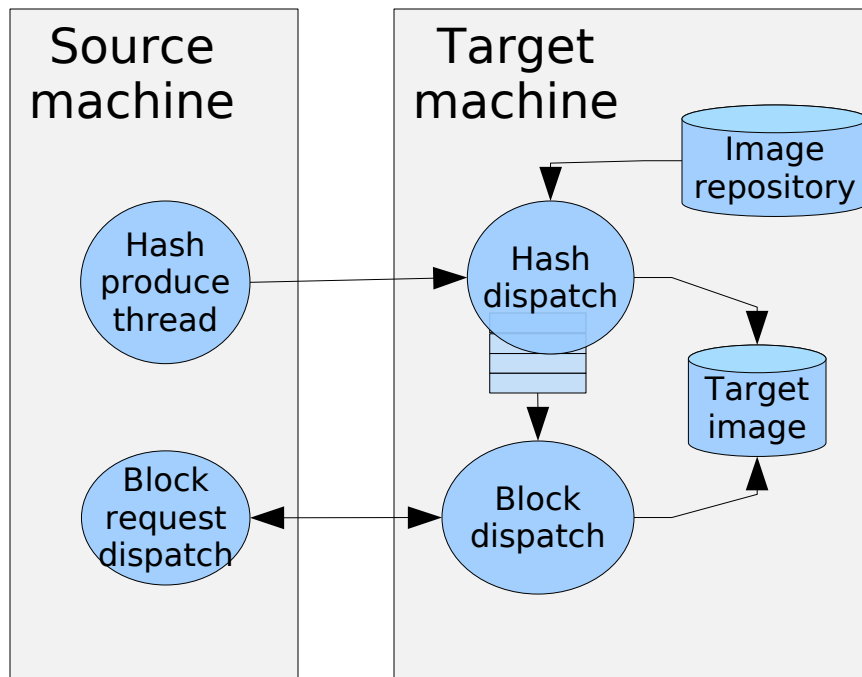 Source
machine
Target
machine
Image
repository
Hash
produce
thread
Hash
dispatch
Target
image
Block
request
dispatch
Block
dispatch